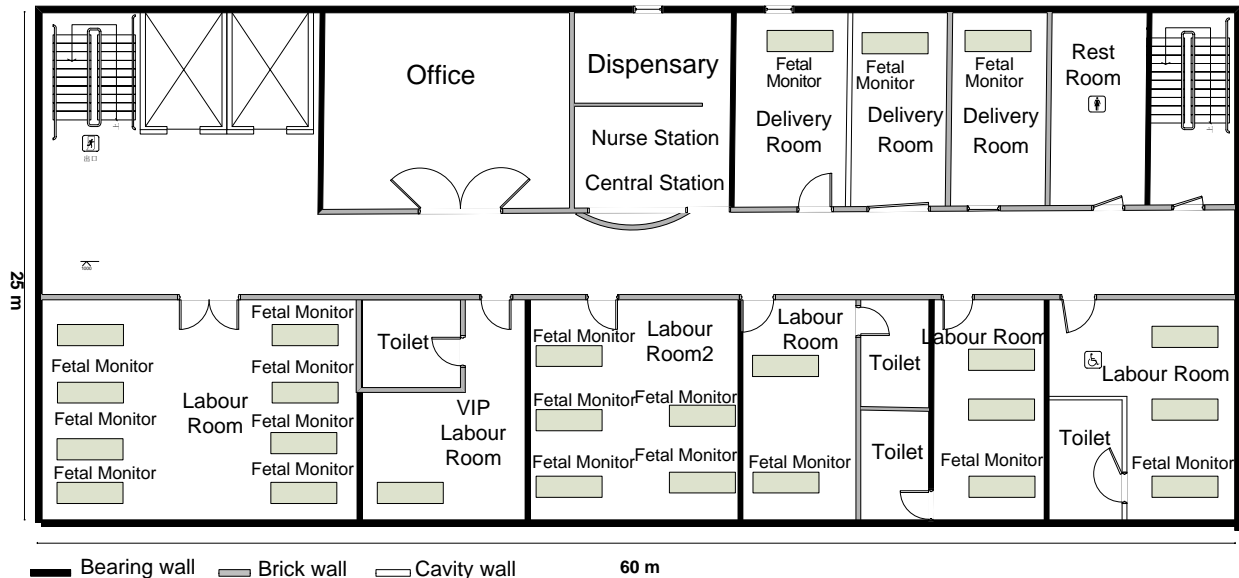 Office
Dispensary
Nurse Station
Central Station
Fetal
Monitor
Delivery
Room
Fetal
Monitor
Delivery
Room
Fetal
Monitor
Delivery
Room
Rest
Room
出口
25 m
Fetal Monitor
Fetal Monitor
Fetal Monitor
Fetal Monitor
Labour
Room
Fetal Monitor
Fetal Monitor
Fetal Monitor
Toilet
VIP
Labour
Room
Fetal Monitor
Labour
Room2
Fetal Monitor
Fetal Monitor
Fetal Monitor
Fetal Monitor
Labour
Room
Fetal Monitor
Toilet
Toilet
Labour Room
Fetal Monitor
Labour Room
Toilet
Fetal Monitor
Bearing wall
Brick wall
Cavity wall
60 m